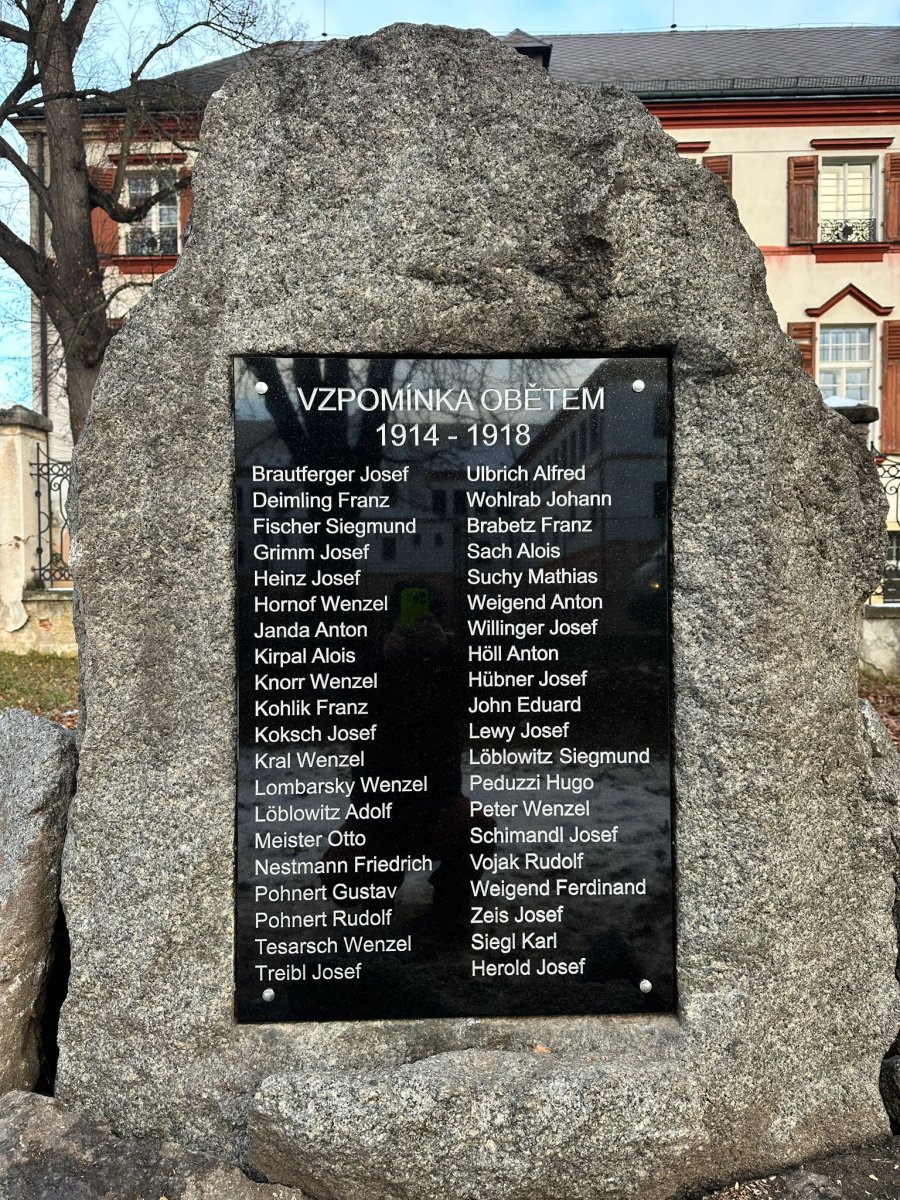 VZPOMÍNKA OBĚTEM
1914 - 1918
Brautferger Josef
Deimling Franz
Fischer Siegmund
Grimm Josef
Heinz Josef
Hornof Wenzel
Janda Anton
Kirpal Alois
Knorr Wenzel
Kohlik Franz
Koksch Josef
Kral Wenzel
Lombarsky Wenzel
Löblowitz Adolf
Meister Otto
Nestmann Friedrich
Pohnert Gustav
Pohnert Rudolf
Tesarsch Wenzel
Treibl Josef
Ulbrich Alfred
Wohlrab Johann
Brabetz Franz
Sach Alois
Suchy Mathias
Weigend Anton
Willinger Josef
Höll Anton
Hübner Josef
John Eduard
Lewy Josef
Löblowitz Siegmund
Peduzzi Hugo
Peter Wenzel
Schimandl Josef
Vojak Rudolf
Weigend Ferdinand
Zeis Josef
Siegl Karl
Herold Josef